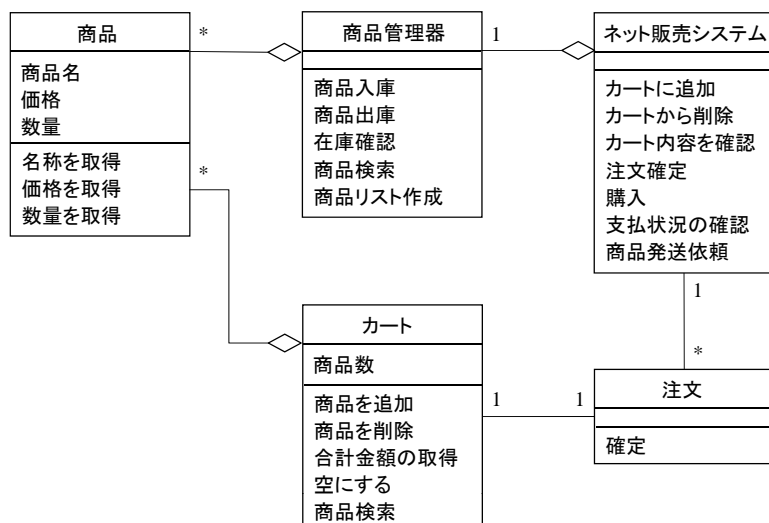 商品
商品名
価格
数量
名称を取得
価格を取得
数量を取得
*
*
商品管理器
商品入庫
商品出庫
在庫確認
商品検索
商品リスト作成
1
ネット販売システム
カートに追加
カートから削除
カート内容を確認
注文確定
購入
支払状況の確認
商品発送依頼
1
*
カート
商品数
商品を追加
商品を削除
合計金額の取得
空にする
商品検索
1
1
注文
確定